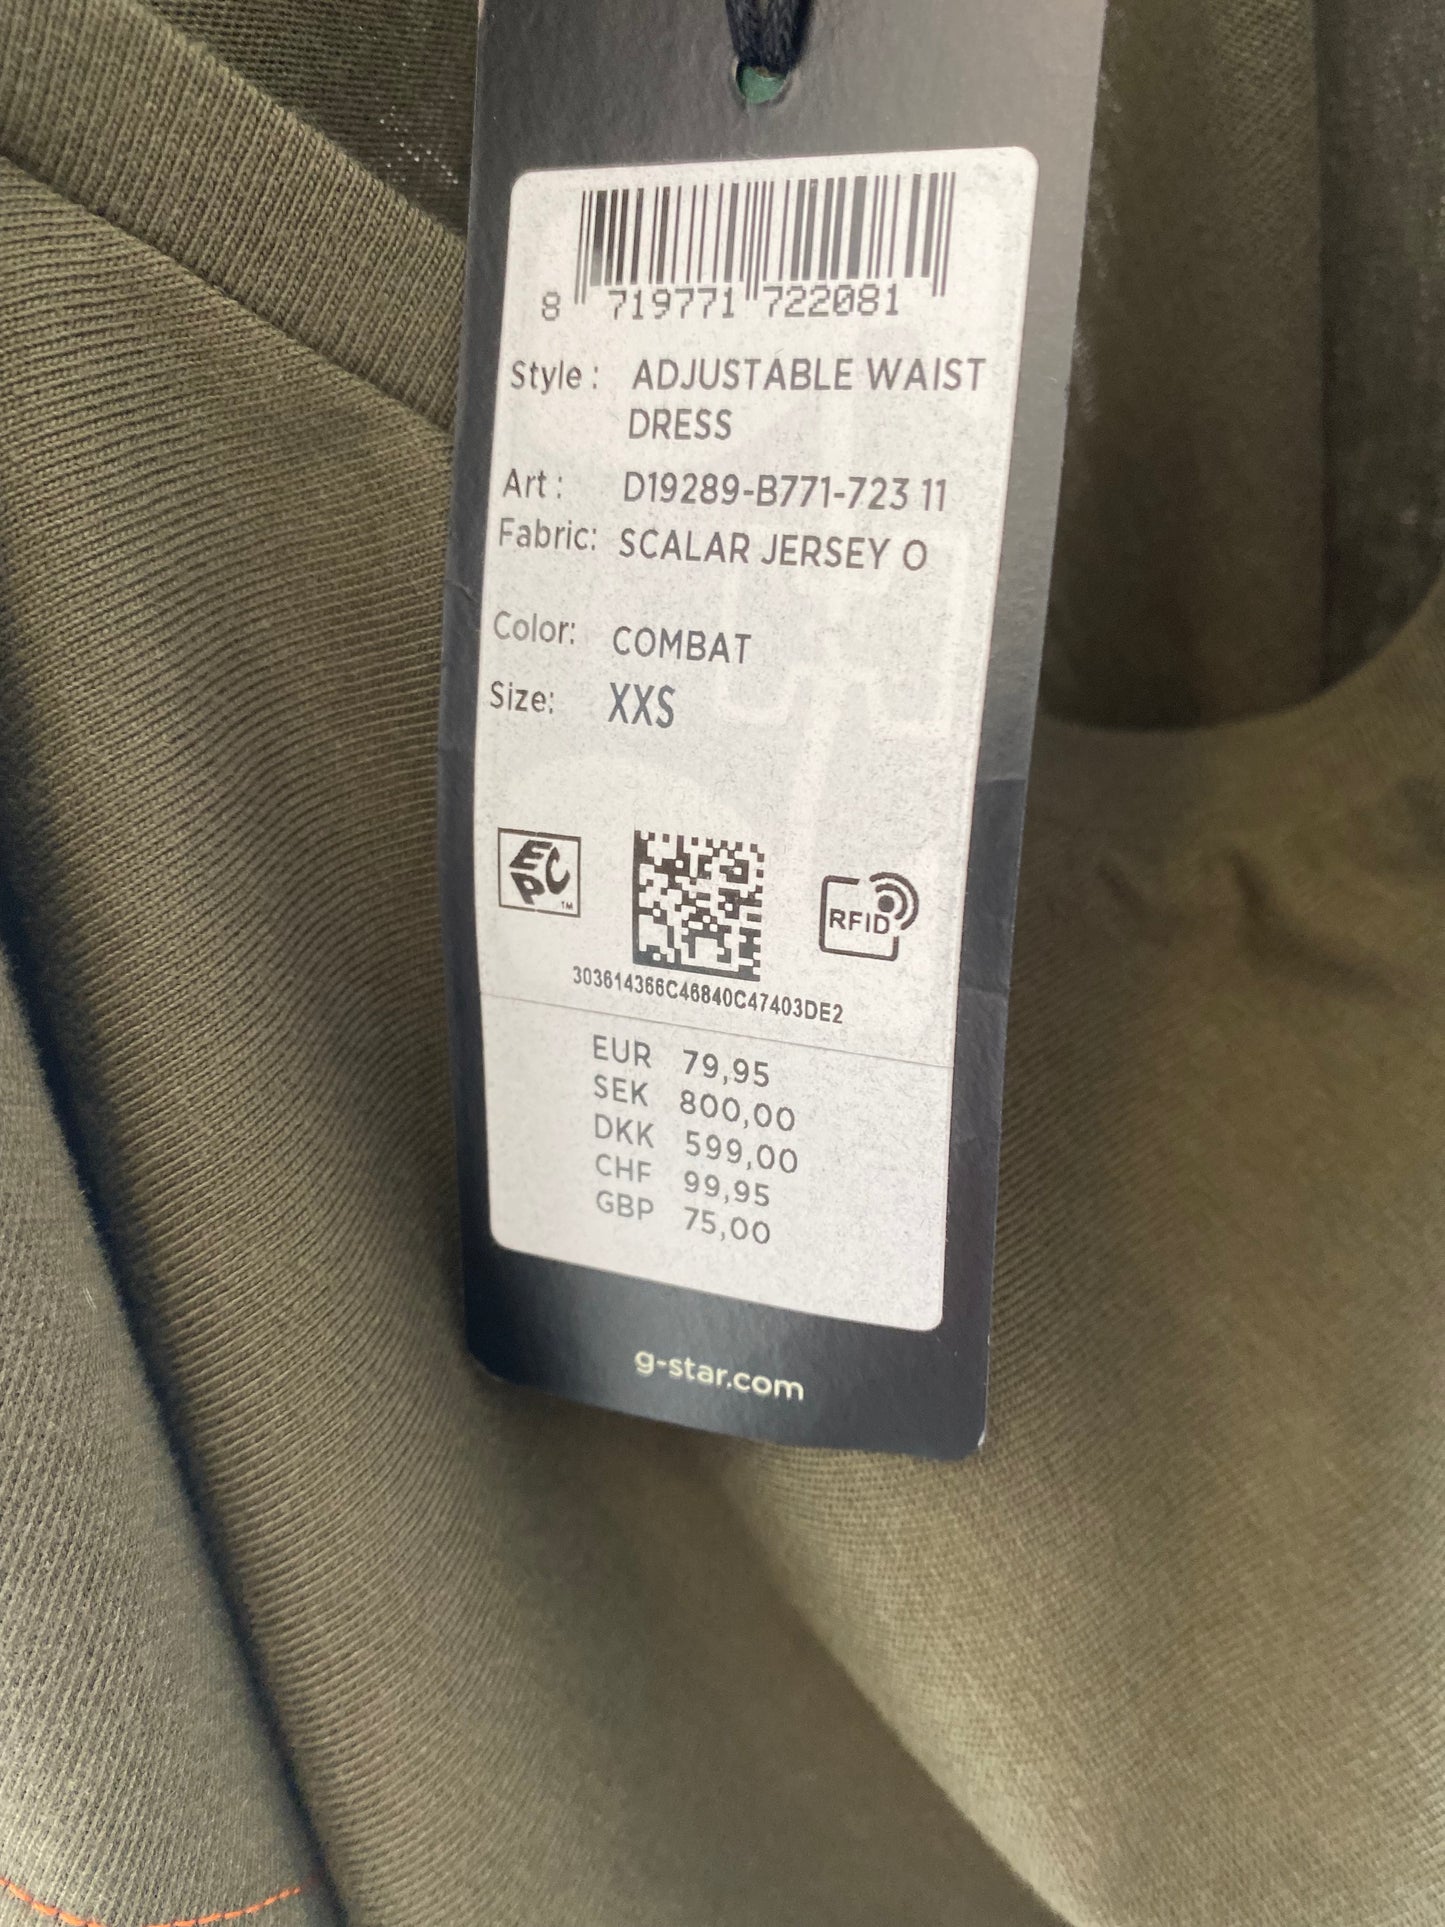 8 719771 722081
Style : ADJUSTABLE WAIST
DRESS
Art : D19289-B771-723 11
Fabric: SCALAR JERSEY O
Color: COMBAT
Size: XXS
EPC™
RFID
303614366C46840C47403DE2
EUR 79,95
SEK 800,00
DKK 599,00
CHF 99,95
GBP 75,00
g-star.com